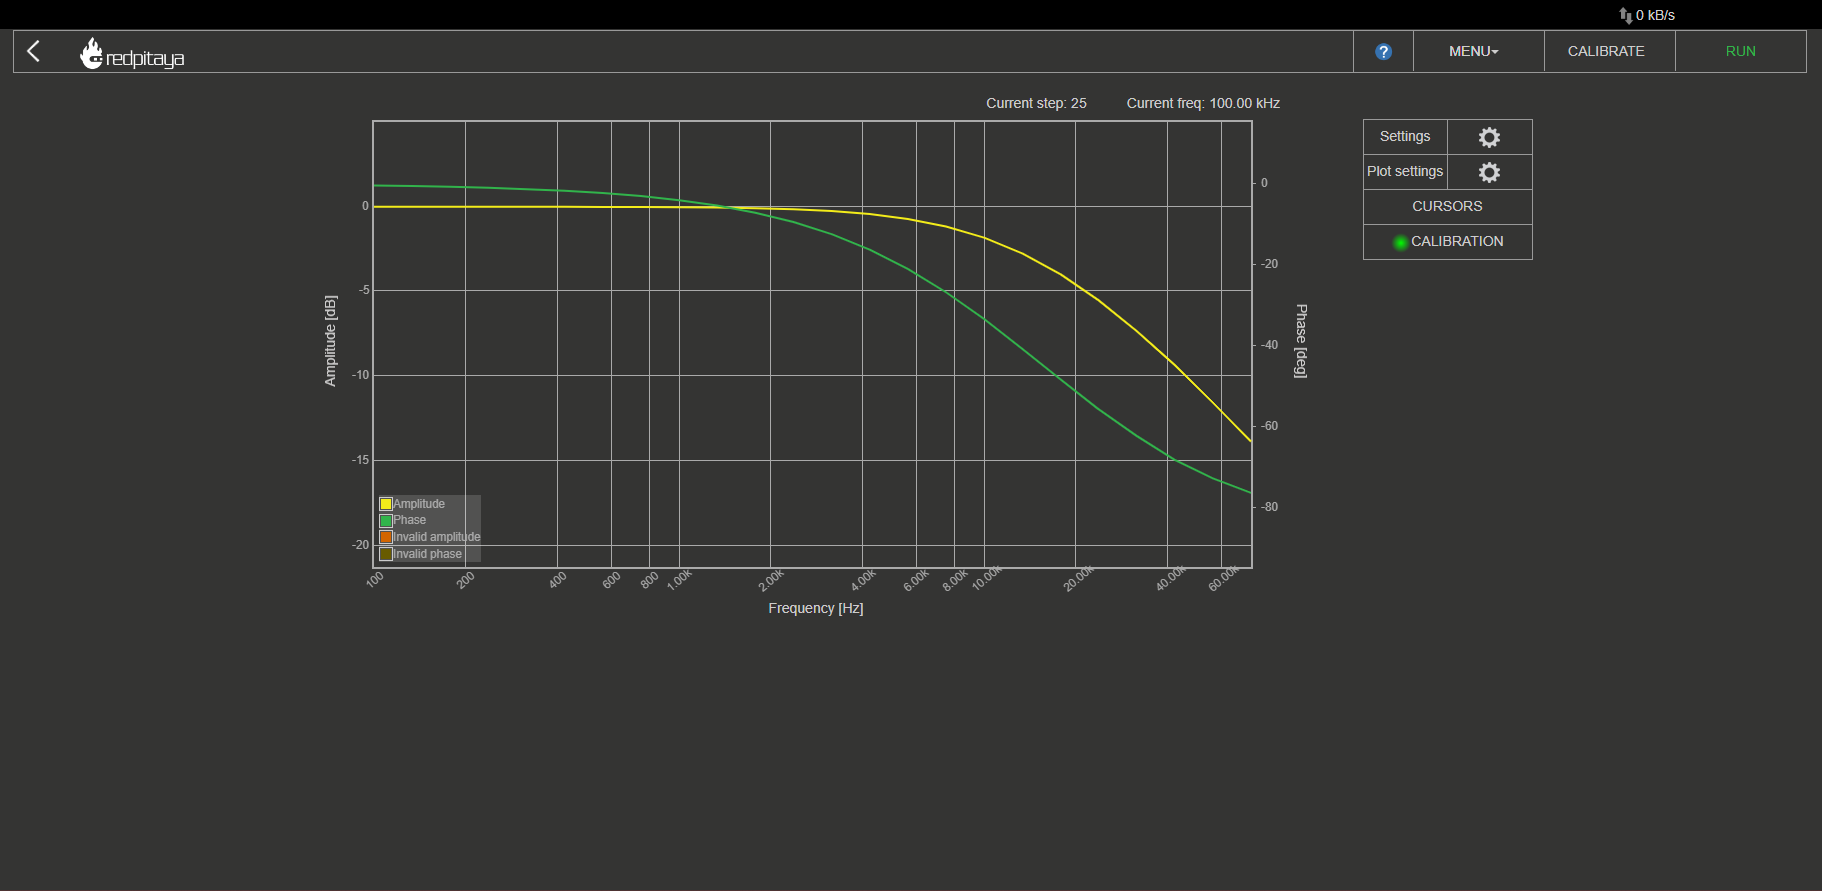 0 kB/s
redpitaya
?
MENU
CALIBRATE
RUN
Current step: 25
Current freq: 100.00 kHz
Settings
Plot settings
CURSORS
CALIBRATION
Amplitude [dB]
0
-5
-10
-15
-20
Phase [deg]
0
-20
-40
-60
-80
Amplitude
Phase
Invalid amplitude
Invalid phase
100
200
400
600
800
1.00k
2.00k
4.00k
6.00k
8.00k
10.00k
20.00k
40.00k
60.00k
Frequency [Hz]